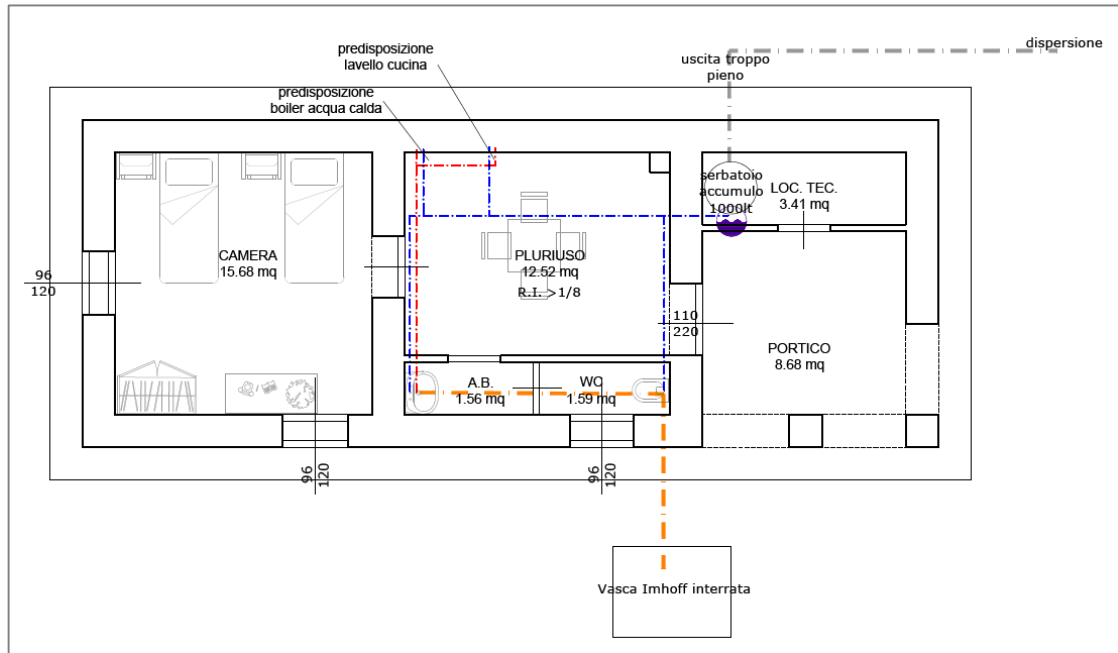 dispersione
predisposizione
lavello cucina
uscita troppo
pieno
predisposizione
boiler acqua calda
serbatoio
accumulo
1000lt
LOC. TEC.
3.41 mq
CAMERA
15.68 mq
PLURIUSO
12.52 mq
R.I. >1/8
96
120
110
220
PORTICO
8.68 mq
A.B.
1.56 mq
WC
1.59 mq
96
120
96
120
Vasca Imhoff interrata